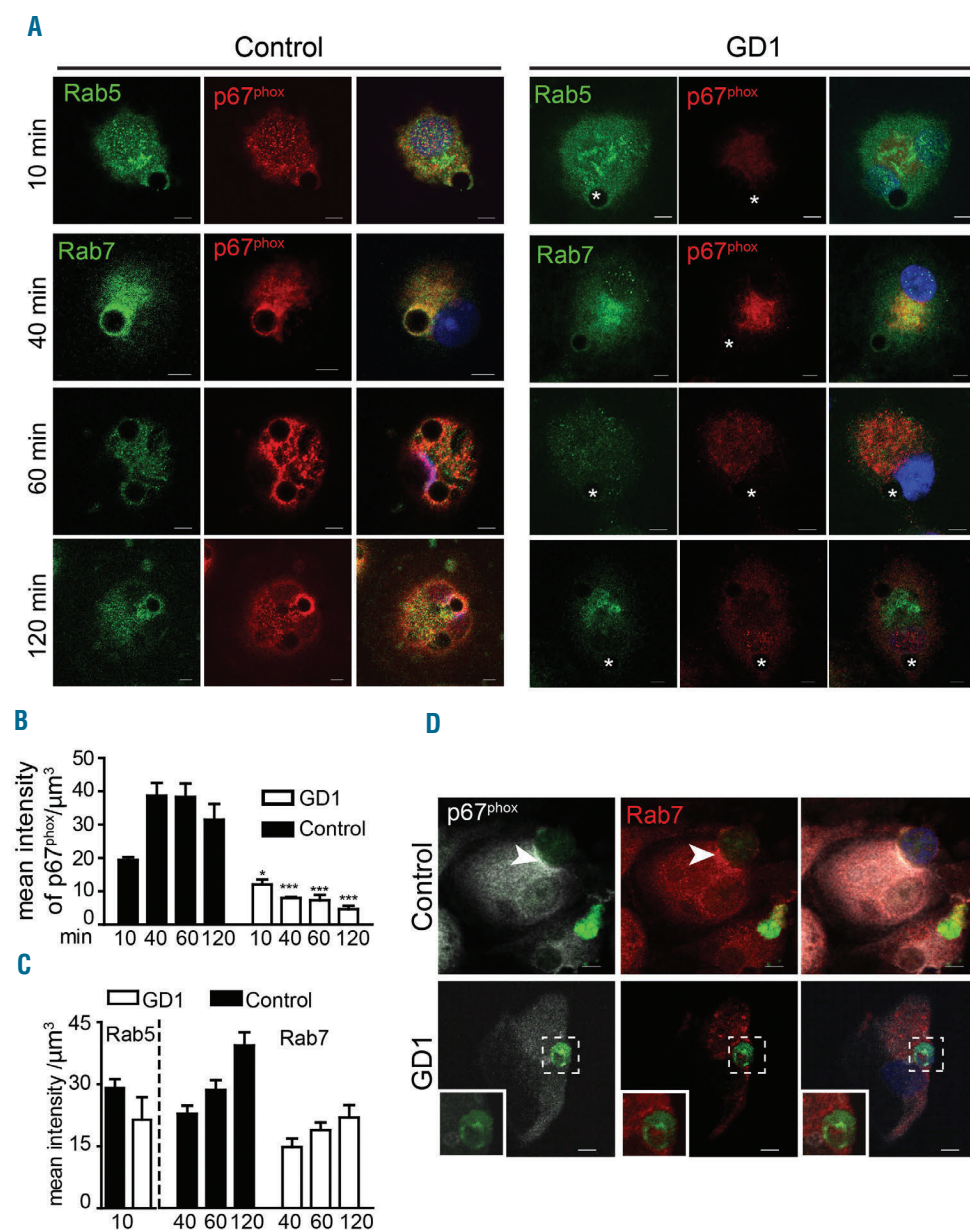 A
Control GD1
Rab5 p67phox Rab5 p67phox
10 min
* *
Rab7 p67phox Rab7 p67phox
40 min
*
60 min
* * *
120 min
* * *
B
mean intensity
of p67phox/µm3
50
40
30
20
10
0
GD1
Control
* *** *** ***
min 10 40 60 120 10 40 60 120
C
GD1 Control
mean intensity /µm3
45
30
15
0
Rab5 Rab7
10 40 60 120 40 60 120
D
p67phox Rab7
Control
GD1